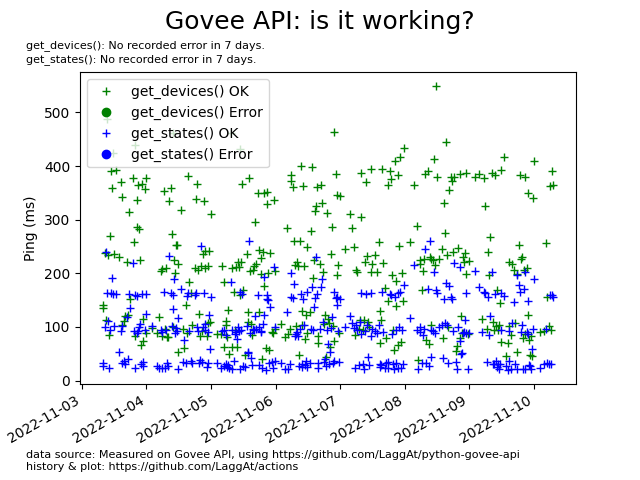 Govee API: is it working?
get_devices(): No recorded error in 7 days.
get_states(): No recorded error in 7 days.
get_devices() OK
get_devices() Error
get_states() OK
get_states() Error
Ping (ms)
500
400
300
200
100
0
2022-11-03
2022-11-04
2022-11-05
2022-11-06
2022-11-07
2022-11-08
2022-11-09
2022-11-10
data source: Measured on Govee API, using https://github.com/LaggAt/python-govee-api
history & plot: https://github.com/LaggAt/actions